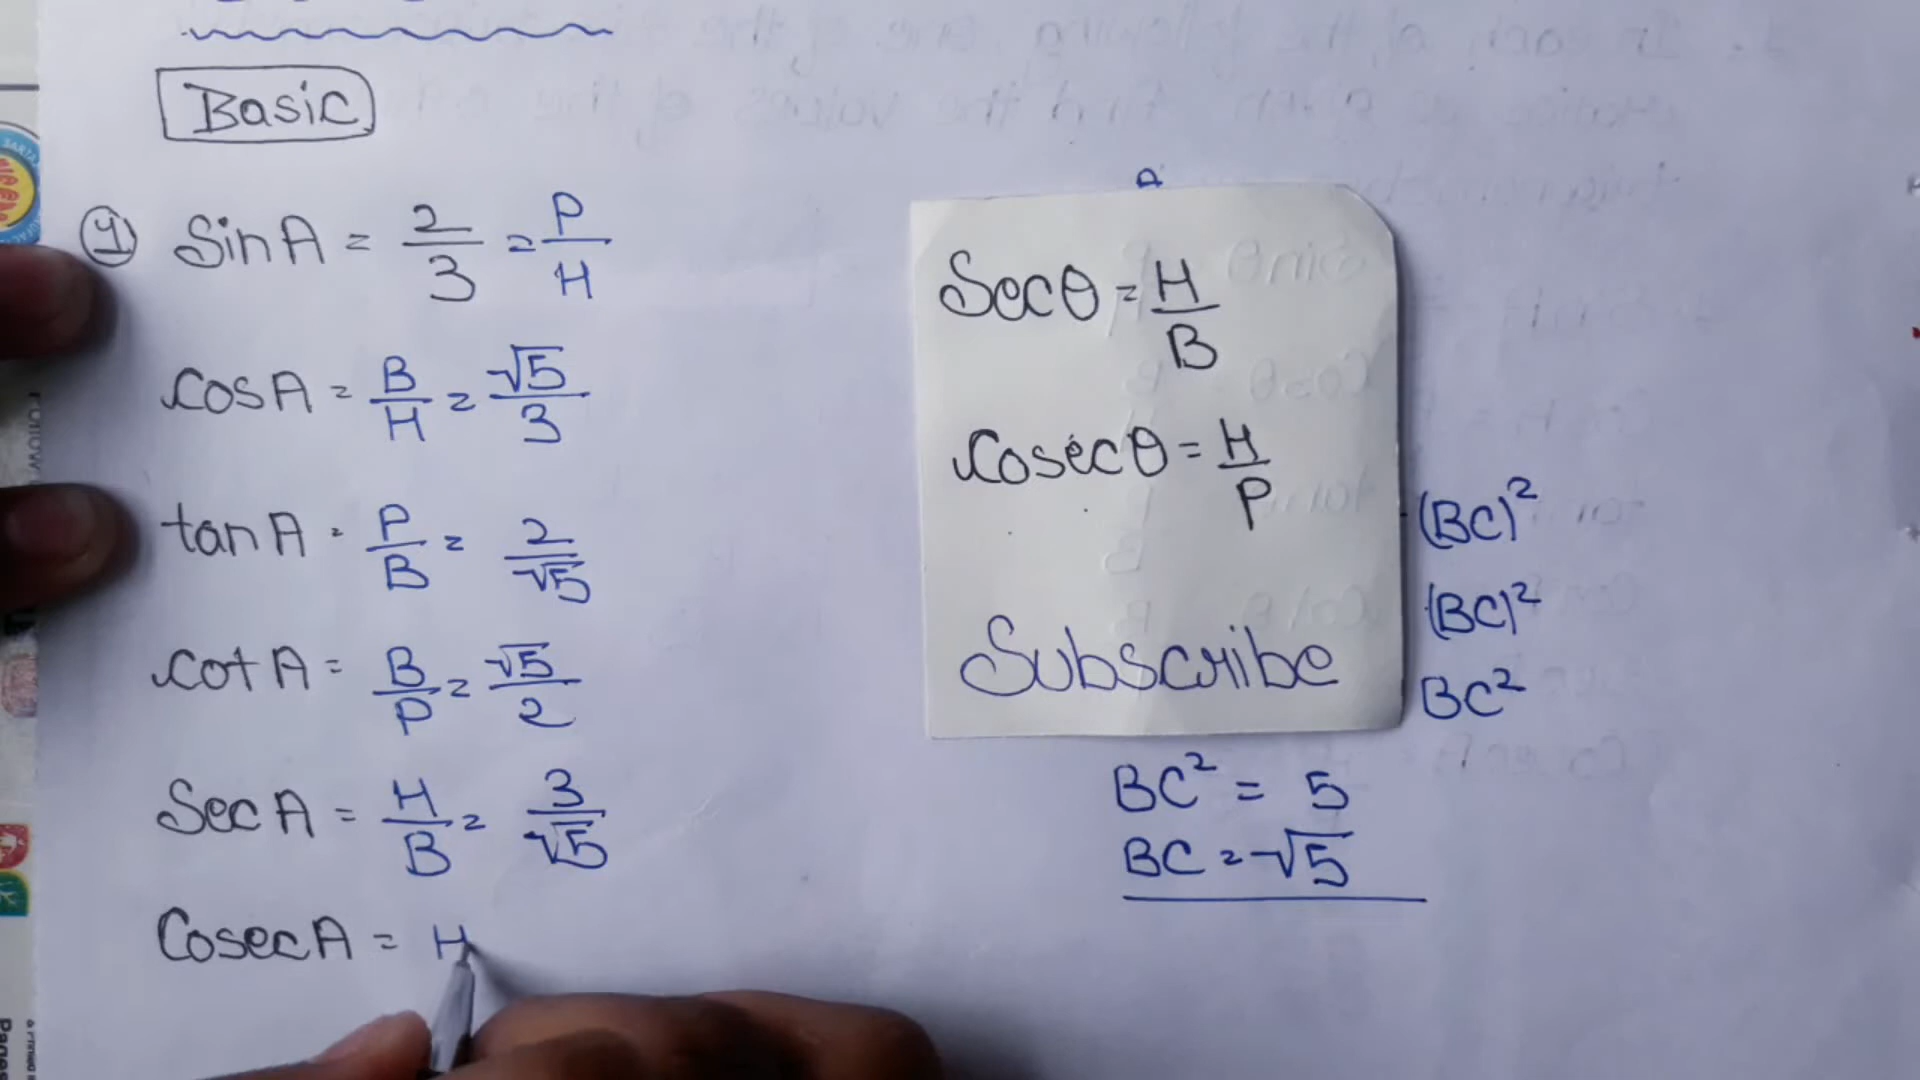 Basic
1 Sin A = 2/3 = P/H
cos A = B/H = √5/3
tan A = P/B = 2/√5
cot A = B/P = √5/2
Sec A = H/B = 3/√5
Cosec A = H
A
Secθ = H/B
Cosecθ = H/P
Subscribe
(BC)²
(BC)²
BC²
BC² = 5
BC = √5